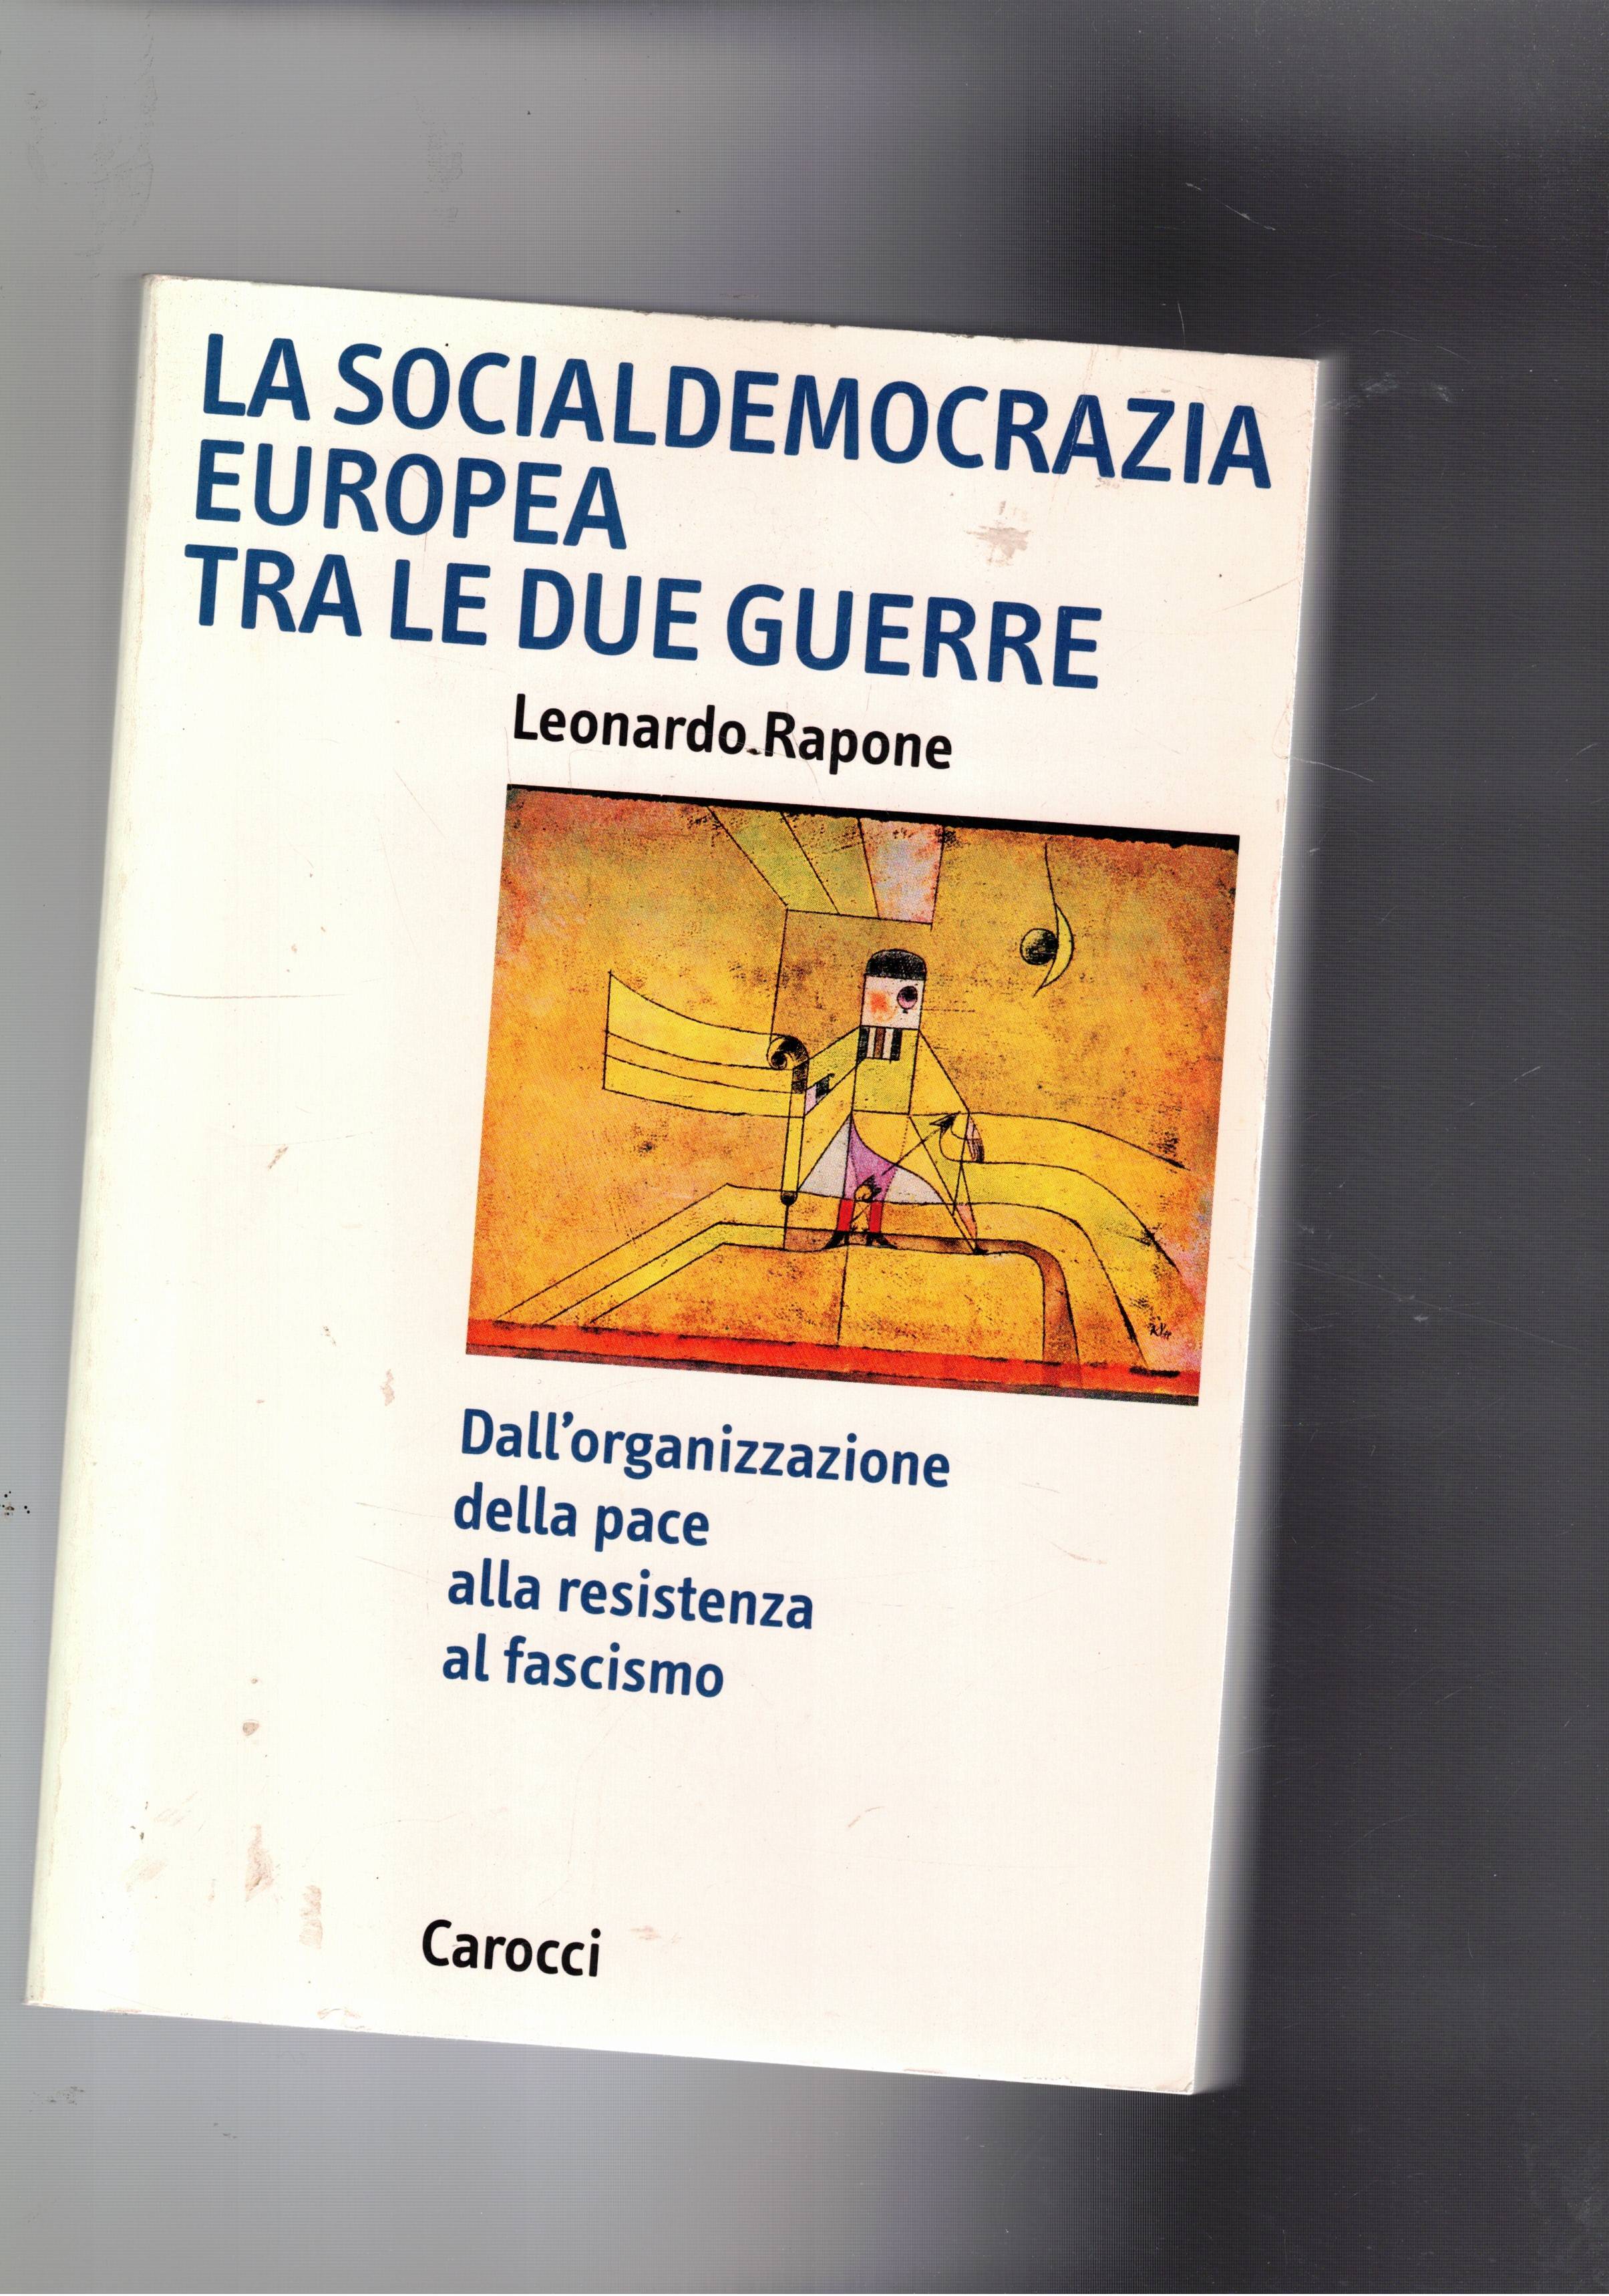 LA SOCIALDEMOCRAZIA
EUROPEA
TRA LE DUE GUERRE
Leonardo Rapone
Dall’organizzazione
della pace
alla resistenza
al fascismo
Carocci